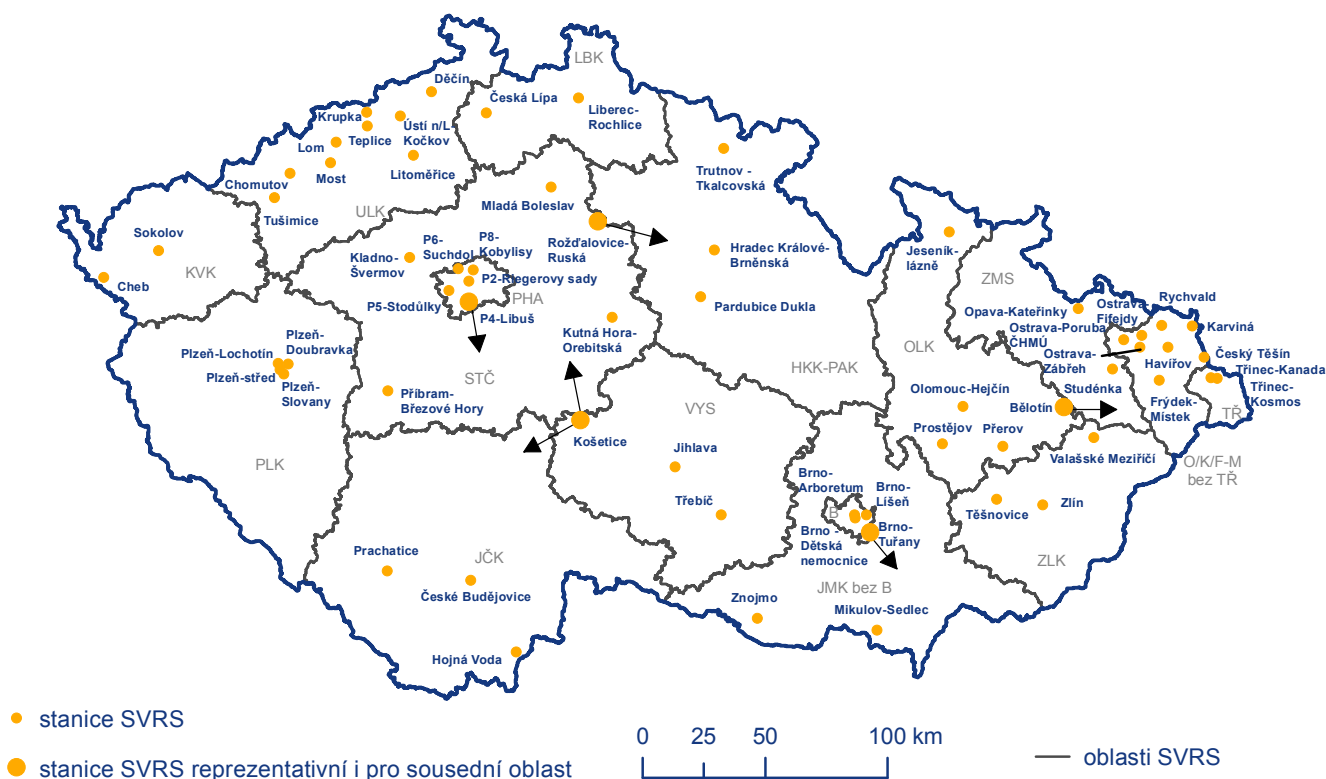 LBK
Děčín
Česká Lípa
Liberec-
Rochlice
Krupka
Teplice
Ústí n/L-
Kočkov
Lom
Most
Litoměřice
Chomutov
Tušimice
ULK
Trutnov -
Tkalcovská
Mladá Boleslav
Rožďalovice-
Ruská
Sokolov
KVK
Cheb
Kladno-
Švermov
P6-
Suchdol
P8-
Kobylisy
P2-Riegerovy sady
PHA
P5-Stodůlky
P4-Libuš
Hradec Králové-
Brněnská
Pardubice Dukla
Jeseník-
lázně
ZMS
Opava-Kateřinky
Ostrava-
Fifejdy
Rychvald
Ostrava-Poruba
ČHMÚ
Karviná
Ostrava-
Zábřeh
Havířov
Český Těšín
Třinec-Kanada
Třinec-
Kosmos
Studénka
Frýdek-
Místek
TŘ
Plzeň-
Doubravka
Plzeň-Lochotín
Plzeň-střed
Plzeň-
Slovany
Kutná Hora-
Orebitská
STČ
Příbram-
Březové Hory
HKK-PAK
OLK
Olomouc-Hejčín
Bělotín
Prostějov
Přerov
Valašské Meziříčí
O/K/F-M
bez TŘ
PLK
Košetice
VYS
Jihlava
Třebíč
Brno-
Arboretum
Brno-
Líšeň
B
Brno -
Dětská
nemocnice
Brno-
Tuřany
Těšnovice
Zlín
ZLK
Prachatice
JČK
České Budějovice
JMK bez B
Znojmo
Mikulov-Sedlec
Hojná Voda
stanice SVRS
stanice SVRS reprezentativní i pro sousední oblast
0 25 50 100 km
oblasti SVRS